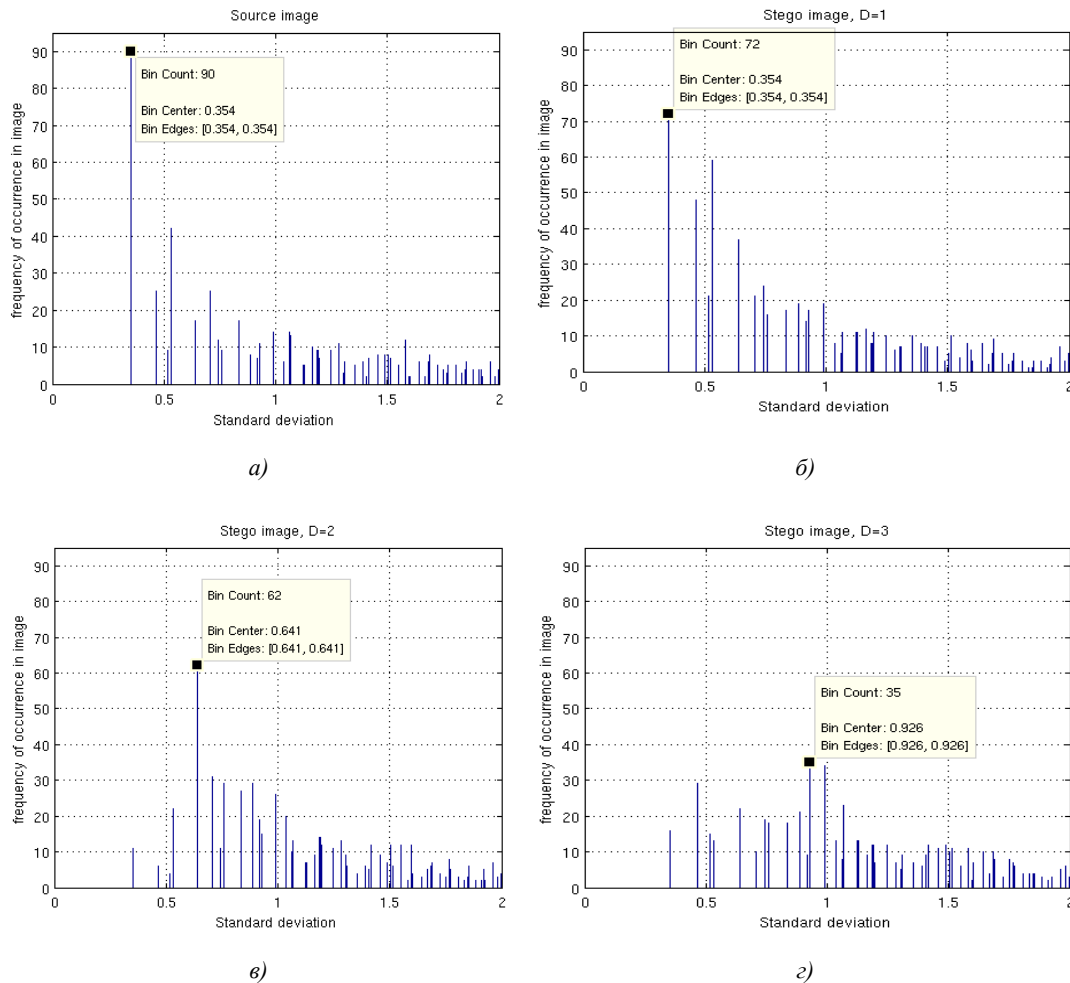 Source image
frequency of occurrence in image
90
80
70
60
50
40
30
20
10
0
Bin Count: 90
Bin Center: 0.354
Bin Edges: [0.354, 0.354]
0 0.5 1 1.5 2
Standard deviation
а)
Stego image, D=1
frequency of occurrence in image
90
80
70
60
50
40
30
20
10
0
Bin Count: 72
Bin Center: 0.354
Bin Edges: [0.354, 0.354]
0 0.5 1 1.5 2
Standard deviation
б)
Stego image, D=2
frequency of occurrence in image
90
80
70
60
50
40
30
20
10
0
Bin Count: 62
Bin Center: 0.641
Bin Edges: [0.641, 0.641]
0 0.5 1 1.5 2
Standard deviation
в)
Stego image, D=3
frequency of occurrence in image
90
80
70
60
50
40
30
20
10
0
Bin Count: 35
Bin Center: 0.926
Bin Edges: [0.926, 0.926]
0 0.5 1 1.5 2
Standard deviation
г)